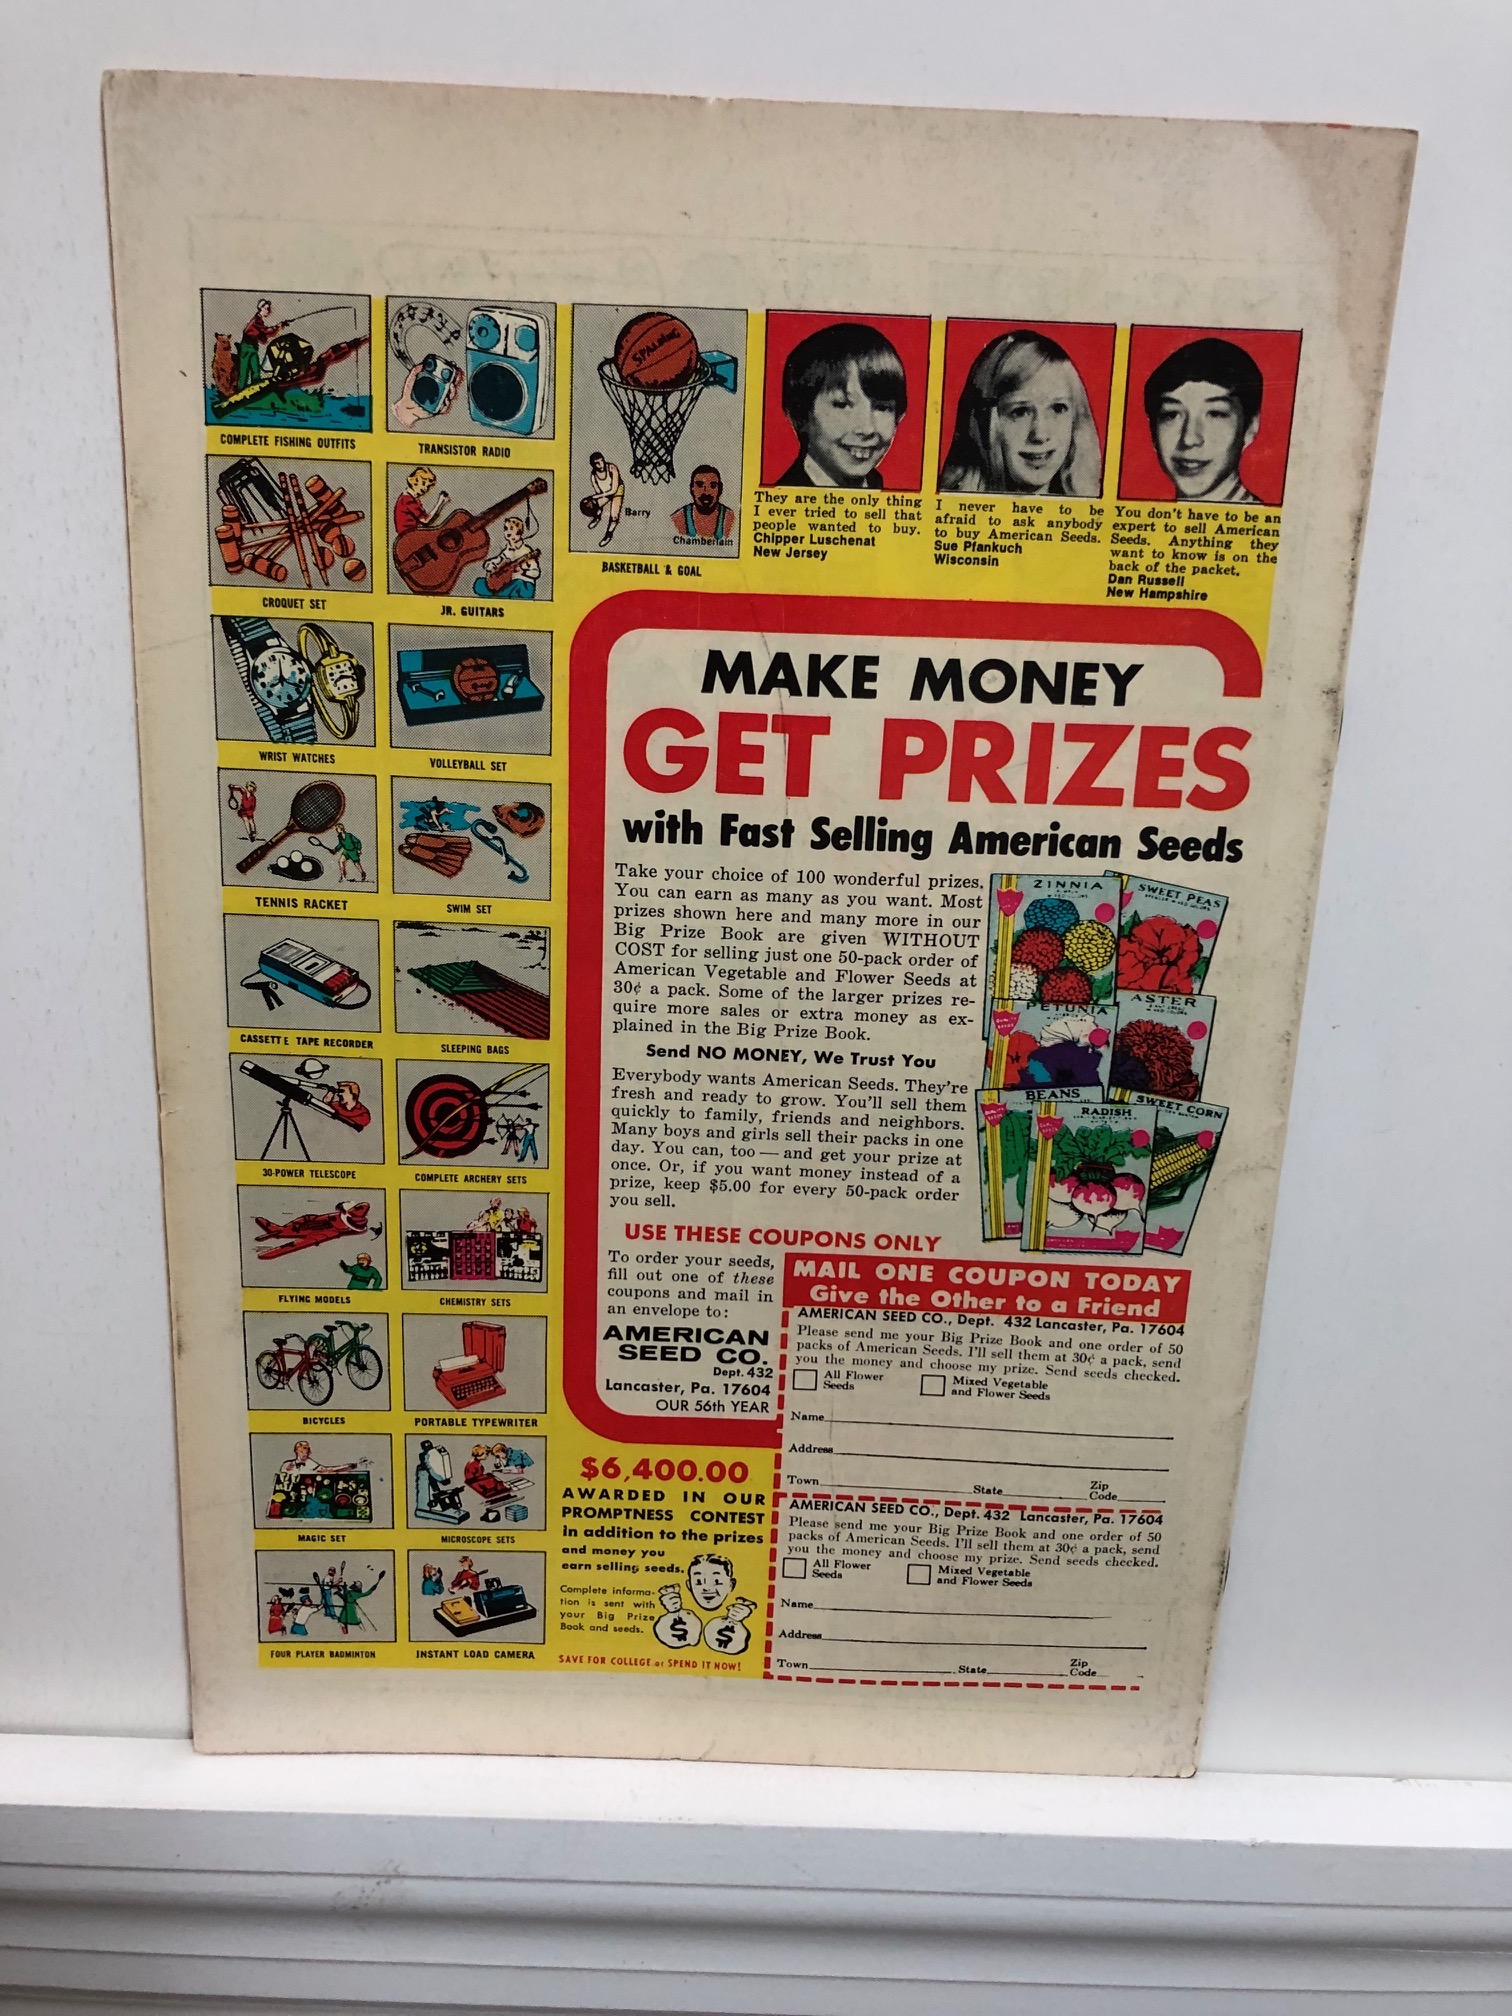 COMPLETE FISHING OUTFITS
TRANSISTOR RADIO
CROQUET SET
JR. GUITARS
WRIST WATCHES
VOLLEYBALL SET
TENNIS RACKET
SWIM SET
CASSETTE TAPE RECORDER
SLEEPING BAGS
30-POWER TELESCOPE
COMPLETE ARCHERY SETS
FLYING MODELS
CHEMISTRY SETS
BICYCLES
PORTABLE TYPEWRITER
MAGIC SET
MICROSCOPE SETS
FOUR PLAYER BADMINTON
INSTANT LOAD CAMERA
SPALDING
Barry
Chamberlain
BASKETBALL & GOAL
They are the only thing
I ever tried to sell that
people wanted to buy.
Chipper Luschenat
New Jersey
I never have to be
afraid to ask anybody
to buy American Seeds.
Sue Pfankuch
Wisconsin
You don't have to be an
expert to sell American
Seeds. Anything they
want to know is on the
back of the packet.
Dan Russell
New Hampshire
MAKE MONEY
GET PRIZES
with Fast Selling American Seeds
Take your choice of 100 wonderful prizes.
You can earn as many as you want. Most
prizes shown here and many more in our
Big Prize Book are given WITHOUT
COST for selling just one 50-pack order of
American Vegetable and Flower Seeds at
30¢ a pack. Some of the larger prizes re-
quire more sales or extra money as ex-
plained in the Big Prize Book.
Send NO MONEY, We Trust You
Everybody wants American Seeds. They're
fresh and ready to grow. You'll sell them
quickly to family, friends and neighbors.
Many boys and girls sell their packs in one
day. You can, too — and get your prize at
once. Or, if you want money instead of a
prize, keep $5.00 for every 50-pack order
you sell.
ZINNIA
SWEET PEAS
PETUNIA
ASTER
BEANS
RADISH
SWEET CORN
USE THESE COUPONS ONLY
To order your seeds,
fill out one of these
coupons and mail in
an envelope to:
AMERICAN
SEED CO.
Dept. 432
Lancaster, Pa. 17604
OUR 56th YEAR
MAIL ONE COUPON TODAY
Give the Other to a Friend
AMERICAN SEED CO., Dept. 432 Lancaster, Pa. 17604
Please send me your Big Prize Book and one order of 50
packs of American Seeds. I'll sell them at 30¢ a pack, send
you the money and choose my prize. Send seeds checked.
All Flower Seeds
Mixed Vegetable and Flower Seeds
Name
Address
Town State Zip Code
AMERICAN SEED CO., Dept. 432 Lancaster, Pa. 17604
Please send me your Big Prize Book and one order of 50
packs of American Seeds. I'll sell them at 30¢ a pack, send
you the money and choose my prize. Send seeds checked.
All Flower Seeds
Mixed Vegetable and Flower Seeds
Name
Address
Town State Zip Code
$6,400.00
AWARDED IN OUR
PROMPTNESS CONTEST
in addition to the prizes
and money you
earn selling seeds.
Complete informa-
tion is sent with
your Big Prize
Book and seeds.
$ $
SAVE FOR COLLEGE or SPEND IT NOW!